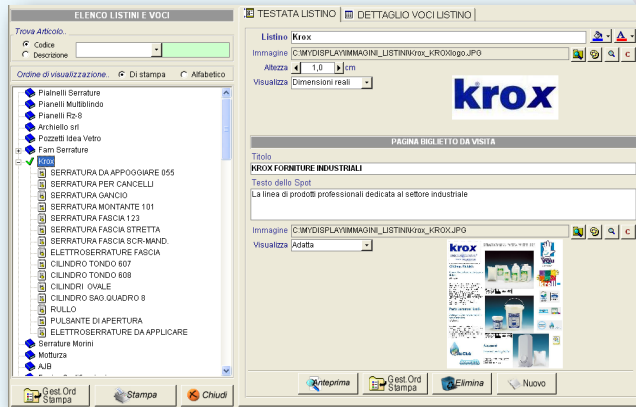 ELENCO LISTINI E VOCI
Trova Articolo..
Codice
Descrizione
Ordine di visualizzazione.. Di stampa Alfabetico
Pialnelli Serrature
Pianelli Multiblindo
Pianelli Rz-8
Archiello srl
Pozzetti Idea Vetro
Fam Serrature
Krox
SERRATURA DA APPOGGIARE 055
SERRATURA PER CANCELLI
SERRATURA GANCIO
SERRATURA MONTANTE 101
SERRATURA FASCIA 123
SERRATURA FASCIA STRETTA
SERRATURA FASCIA SCR-MAND.
ELETTROSERRATURE FASCIA
CILINDRO TONDO 607
CILINDRO TONDO 608
CILINDRI OVALE
CILINDRO SAG.QUADRO 8
RULLO
PULSANTE DI APERTURA
ELETTROSERRATURE DA APPLICARE
Serrature Morini
Motturza
AJB
Gest.Ord Stampa
Stampa
Chiudi
TESTATA LISTINO
DETTAGLIO VOCI LISTINO
Listino Krox
Immagine C:\MYDISPLAY\IMMAGINI_LISTINI\Krox_KROXlogo.JPG
Altezza 1,0 cm
Visualizza Dimensioni reali
krox
PAGINA BIGLIETTO DA VISITA
Titolo
KROX FORNITURE INDUSTRIALI
Testo dello Spot
La linea di prodotti professionali dedicata al settore industriale
Immagine C:\MYDISPLAY\IMMAGINI_LISTINI\Krox_KROX.JPG
Visualizza Adatta
krox
Anteprima
Gest.Ord Stampa
Elimina
Nuovo